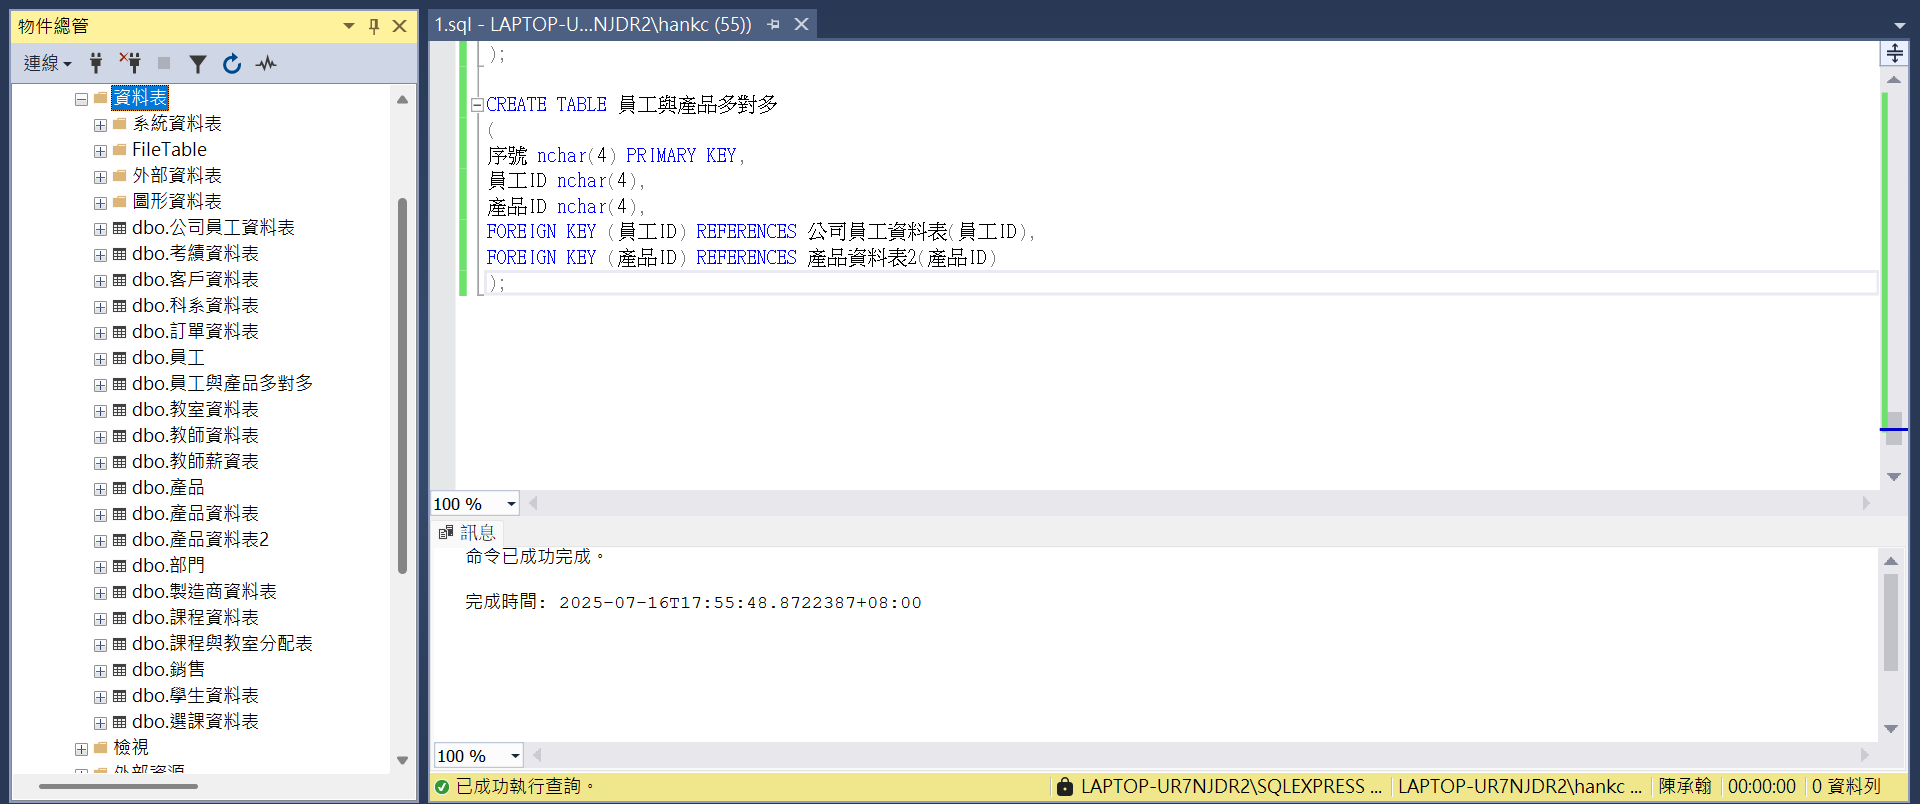 物件總管
連線
資料表
系統資料表
FileTable
外部資料表
圖形資料表
dbo.公司員工資料表
dbo.考績資料表
dbo.客戶資料表
dbo.科系資料表
dbo.訂單資料表
dbo.員工
dbo.員工與產品多對多
dbo.教室資料表
dbo.教師資料表
dbo.教師薪資表
dbo.產品
dbo.產品資料表
dbo.產品資料表2
dbo.部門
dbo.製造商資料表
dbo.課程資料表
dbo.課程與教室分配表
dbo.銷售
dbo.學生資料表
dbo.選課資料表
檢視
外部資源
1.sql - LAPTOP-U...NJDR2\hankc (55))
);
CREATE TABLE 員工與產品多對多
(
序號 nchar(4) PRIMARY KEY,
員工ID nchar(4),
產品ID nchar(4),
FOREIGN KEY (員工ID) REFERENCES 公司員工資料表(員工ID),
FOREIGN KEY (產品ID) REFERENCES 產品資料表2(產品ID)
);
100 %
訊息
命令已成功完成。
完成時間: 2025-07-16T17:55:48.8722387+08:00
100 %
已成功執行查詢。 LAPTOP-UR7NJDR2\SQLEXPRESS ... LAPTOP-UR7NJDR2\hankc ... 陳承翰 00:00:00 0 資料列